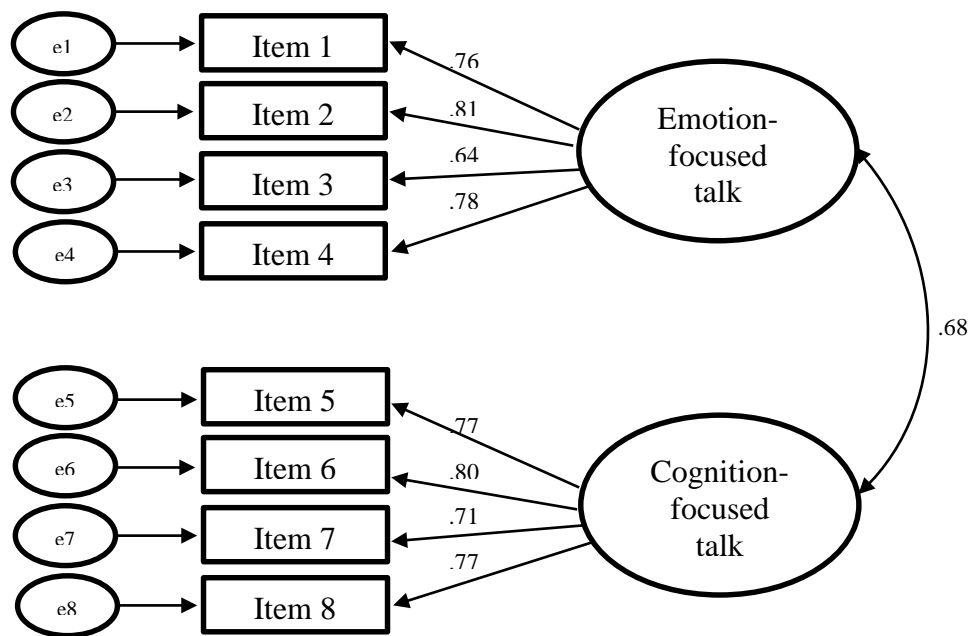 e1
Item 1
.76
e2
Item 2
.81
e3
Item 3
.64
e4
Item 4
.78
Emotion-
focused
talk
.68
e5
Item 5
.77
e6
Item 6
.80
e7
Item 7
.71
e8
Item 8
.77
Cognition-
focused
talk